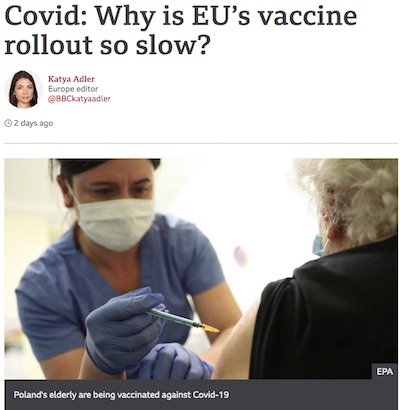 Covid: Why is EU's vaccine
rollout so slow?
Katya Adler
Europe editor
@BBCkatyaadler
2 days ago
EPA
Poland's elderly are being vaccinated against Covid-19